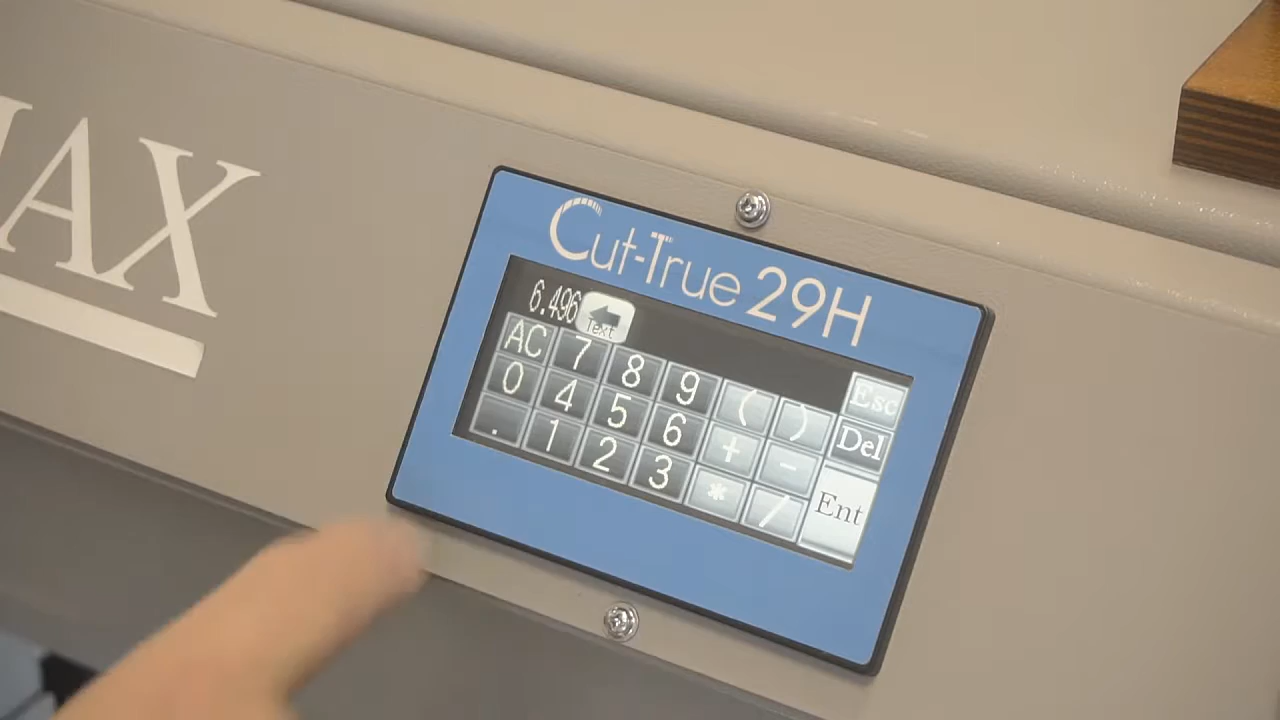 AX
Cut-True 29H
6.496
Text
AC 7 8 9 ( ) Esc
0 4 5 6 + - Del
. 1 2 3 * / Ent